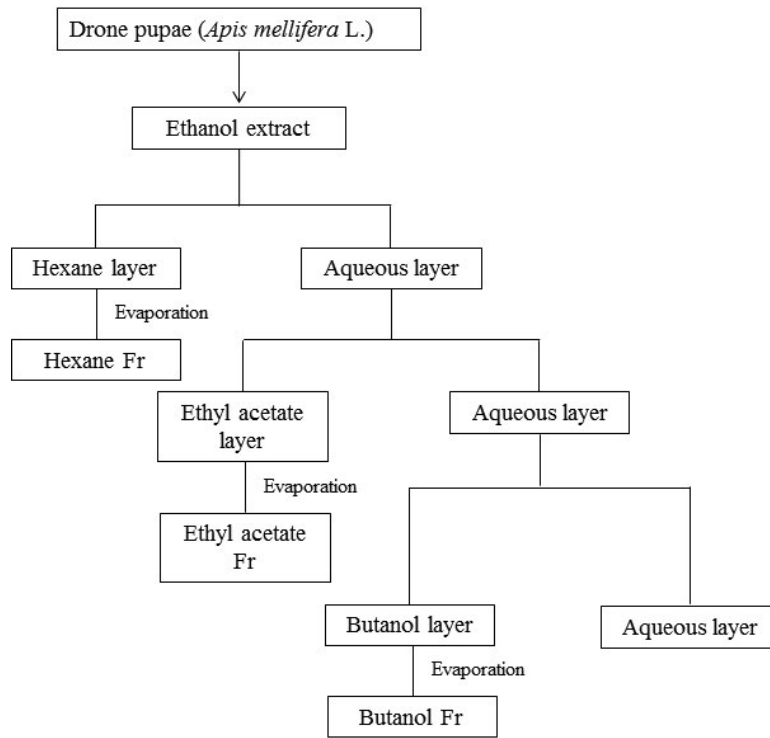 Drone pupae (Apis mellifera L.)
Ethanol extract
Hexane layer
Aqueous layer
Evaporation
Hexane Fr
Ethyl acetate
layer
Aqueous layer
Evaporation
Ethyl acetate
Fr
Butanol layer
Aqueous layer
Evaporation
Butanol Fr